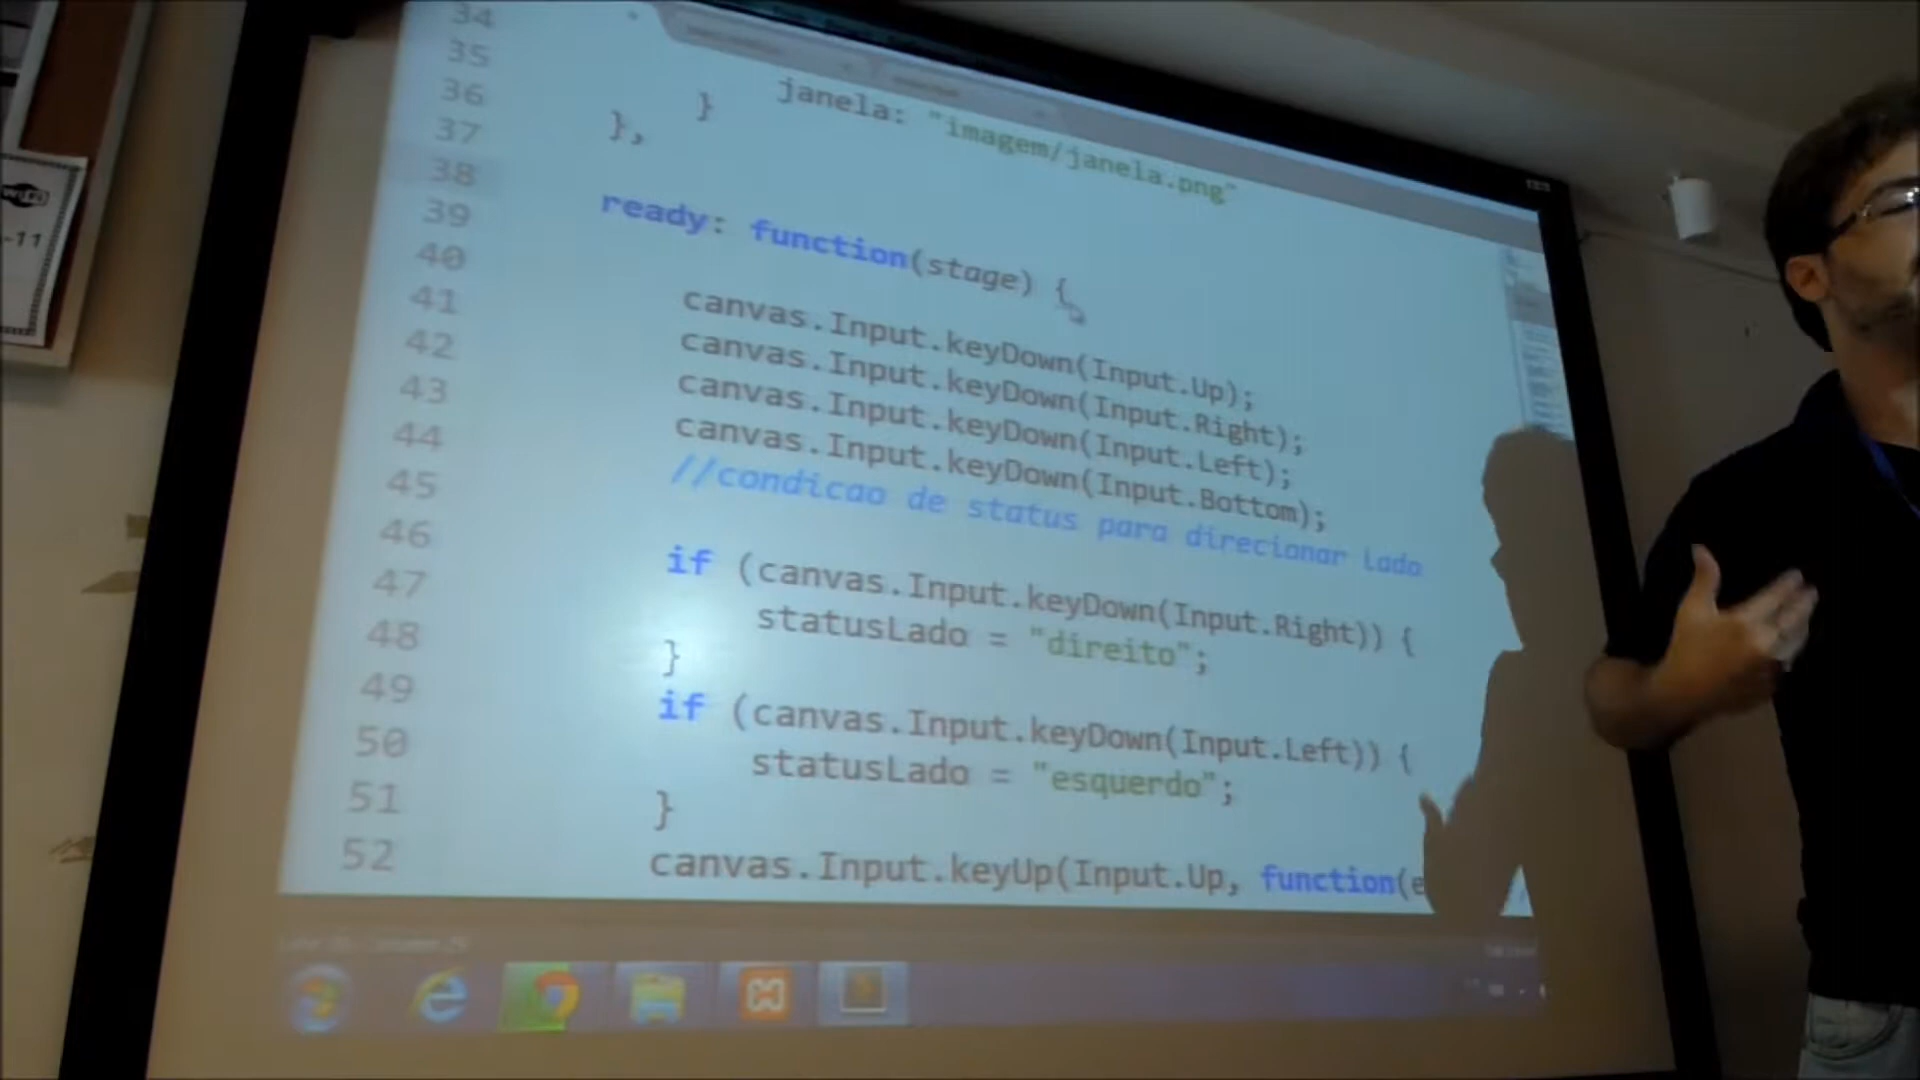 34
35
janela: "imagem/janela.png"
36
}
37
},
38
39
ready: function(stage) {
40
41
canvas.Input.keyDown(Input.Up);
42
canvas.Input.keyDown(Input.Right);
43
canvas.Input.keyDown(Input.Left);
44
canvas.Input.keyDown(Input.Bottom);
45
//condicao de status para direcionar lado
46
if (canvas.Input.keyDown(Input.Right)) {
47
statusLado = "direito";
48
}
49
if (canvas.Input.keyDown(Input.Left)) {
50
statusLado = "esquerdo";
51
}
52
canvas.Input.keyUp(Input.Up, function(e
-11